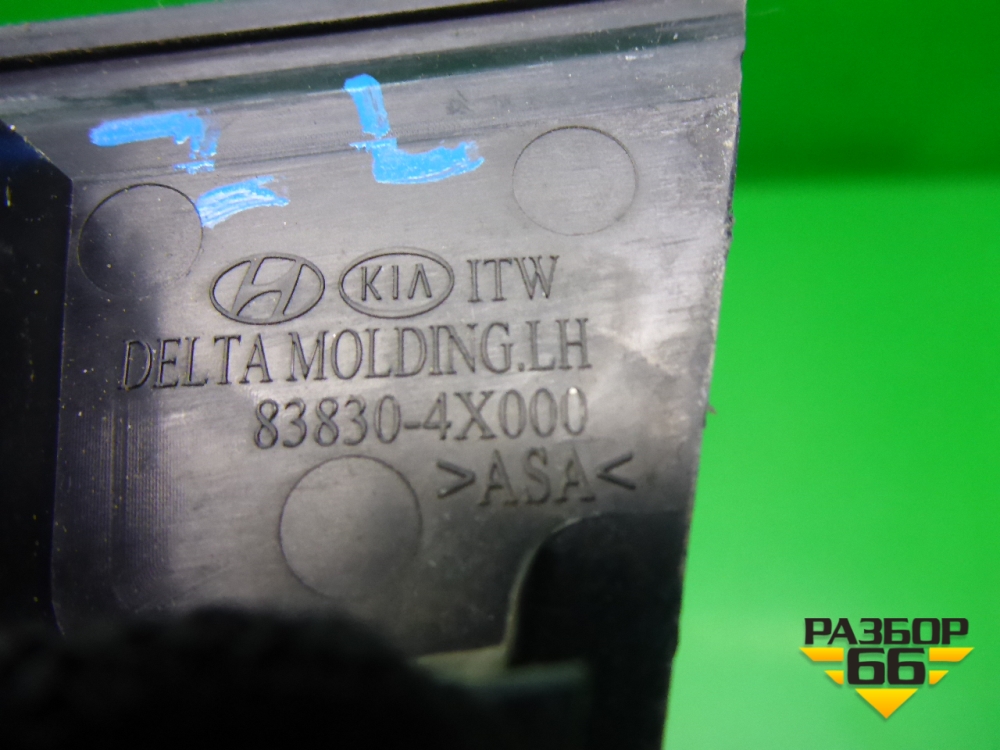 KIA ITW
DELTA MOLDING.LH
83830-4X000
>ASA<
РАЗБОР
66